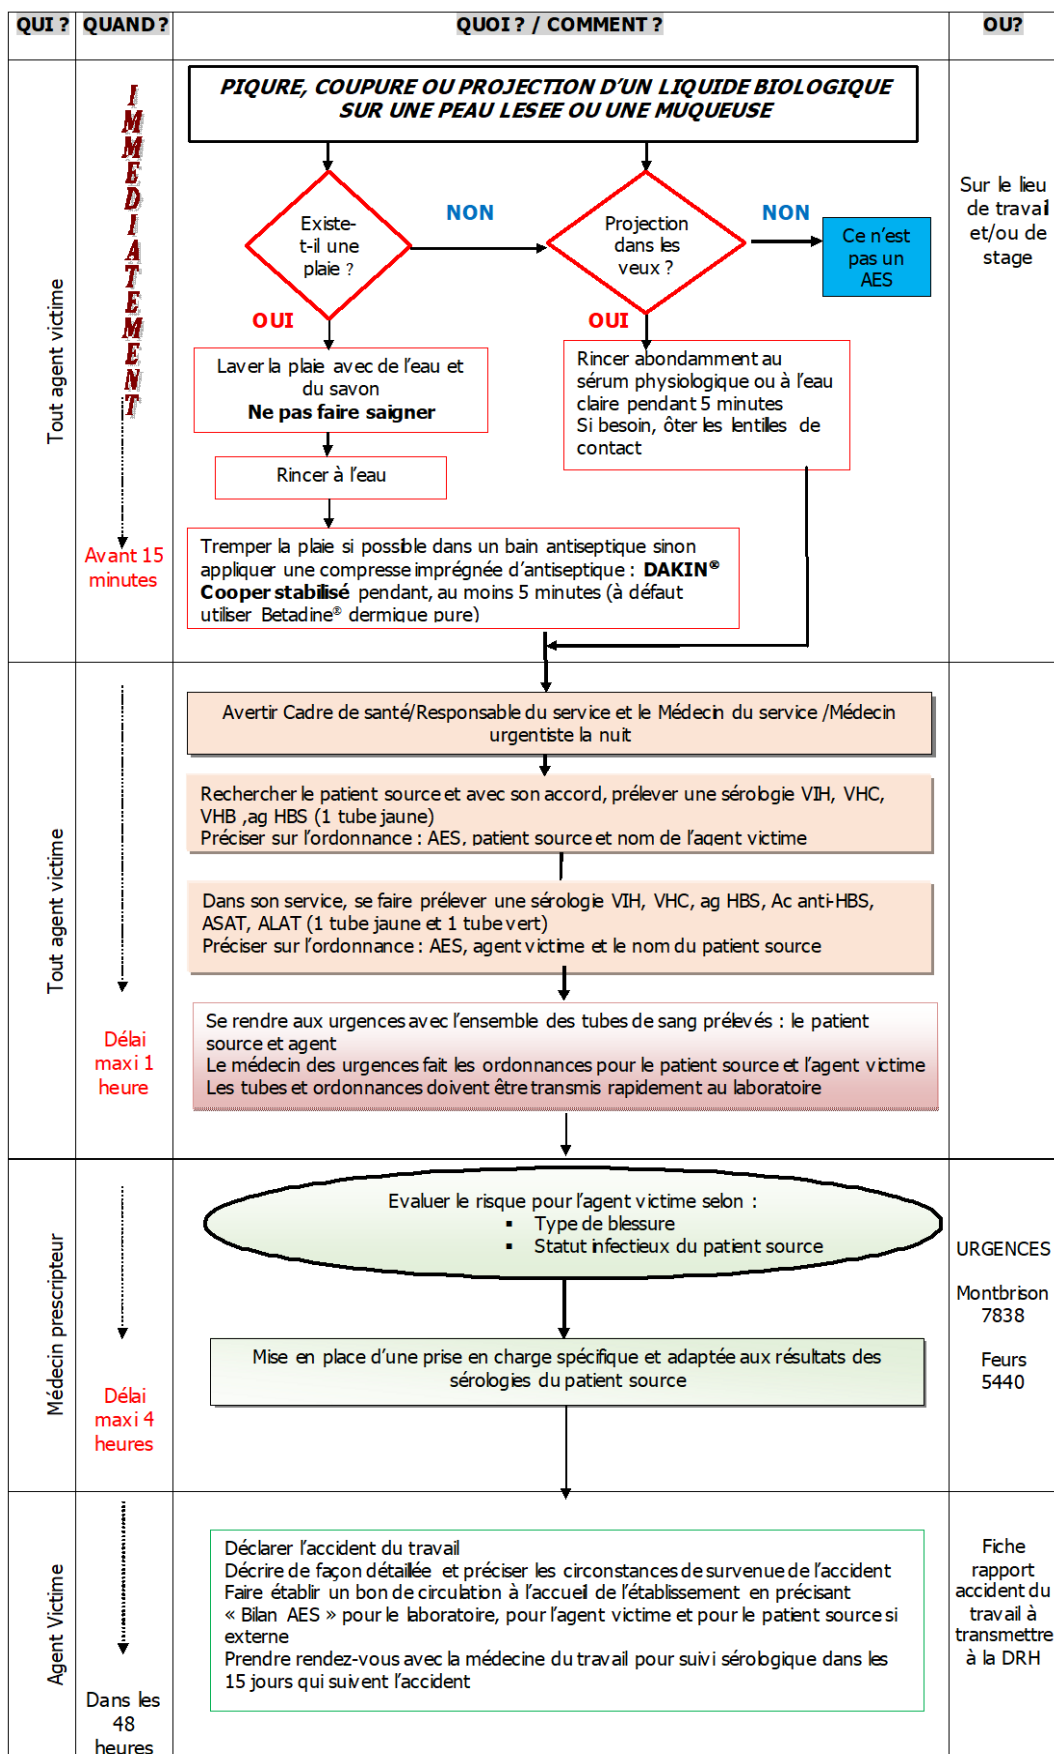 QUI ?
QUAND ?
QUOI ? / COMMENT ?
OU?
Tout agent victime
IMMEDIATEMENT
Avant 15
minutes
PIQURE, COUPURE OU PROJECTION D'UN LIQUIDE BIOLOGIQUE
SUR UNE PEAU LESEE OU UNE MUQUEUSE
Existe-
t-il une
plaie ?
NON
Projection
dans les
yeux ?
NON
Ce n'est
pas un
AES
OUI
OUI
Laver la plaie avec de l'eau et
du savon
Ne pas faire saigner
Rincer à l'eau
Rincer abondamment au
sérum physiologique ou à l'eau
claire pendant 5 minutes
Si besoin, ôter les lentilles de
contact
Tremper la plaie si possible dans un bain antiseptique sinon
appliquer une compresse imprégnée d'antiseptique : DAKIN®
Cooper stabilisé pendant, au moins 5 minutes (à défaut
utiliser Betadine® dermique pure)
Sur le lieu
de travail
et/ou de
stage
Tout agent victime
Délai
maxi 1
heure
Avertir Cadre de santé/Responsable du service et le Médecin du service /Médecin
urgentiste la nuit
Rechercher le patient source et avec son accord, prélever une sérologie VIH, VHC,
VHB ,ag HBS (1 tube jaune)
Préciser sur l'ordonnance : AES, patient source et nom de l'agent victime
Dans son service, se faire prélever une sérologie VIH, VHC, ag HBS, Ac anti-HBS,
ASAT, ALAT (1 tube jaune et 1 tube vert)
Préciser sur l'ordonnance : AES, agent victime et le nom du patient source
Se rendre aux urgences avec l'ensemble des tubes de sang prélevés : le patient
source et agent
Le médecin des urgences fait les ordonnances pour le patient source et l'agent victime
Les tubes et ordonnances doivent être transmis rapidement au laboratoire
Médecin prescripteur
Délai
maxi 4
heures
Evaluer le risque pour l'agent victime selon :
▪ Type de blessure
▪ Statut infectieux du patient source
Mise en place d'une prise en charge spécifique et adaptée aux résultats des
sérologies du patient source
URGENCES
Montbrison
7838
Feurs
5440
Agent Victime
Dans les
48
heures
Déclarer l'accident du travail
Décrire de façon détaillée et préciser les circonstances de survenue de l'accident
Faire établir un bon de circulation à l'accueil de l'établissement en précisant
« Bilan AES » pour le laboratoire, pour l'agent victime et pour le patient source si
externe
Prendre rendez-vous avec la médecine du travail pour suivi sérologique dans les
15 jours qui suivent l'accident
Fiche
rapport
accident du
travail à
transmettre
à la DRH